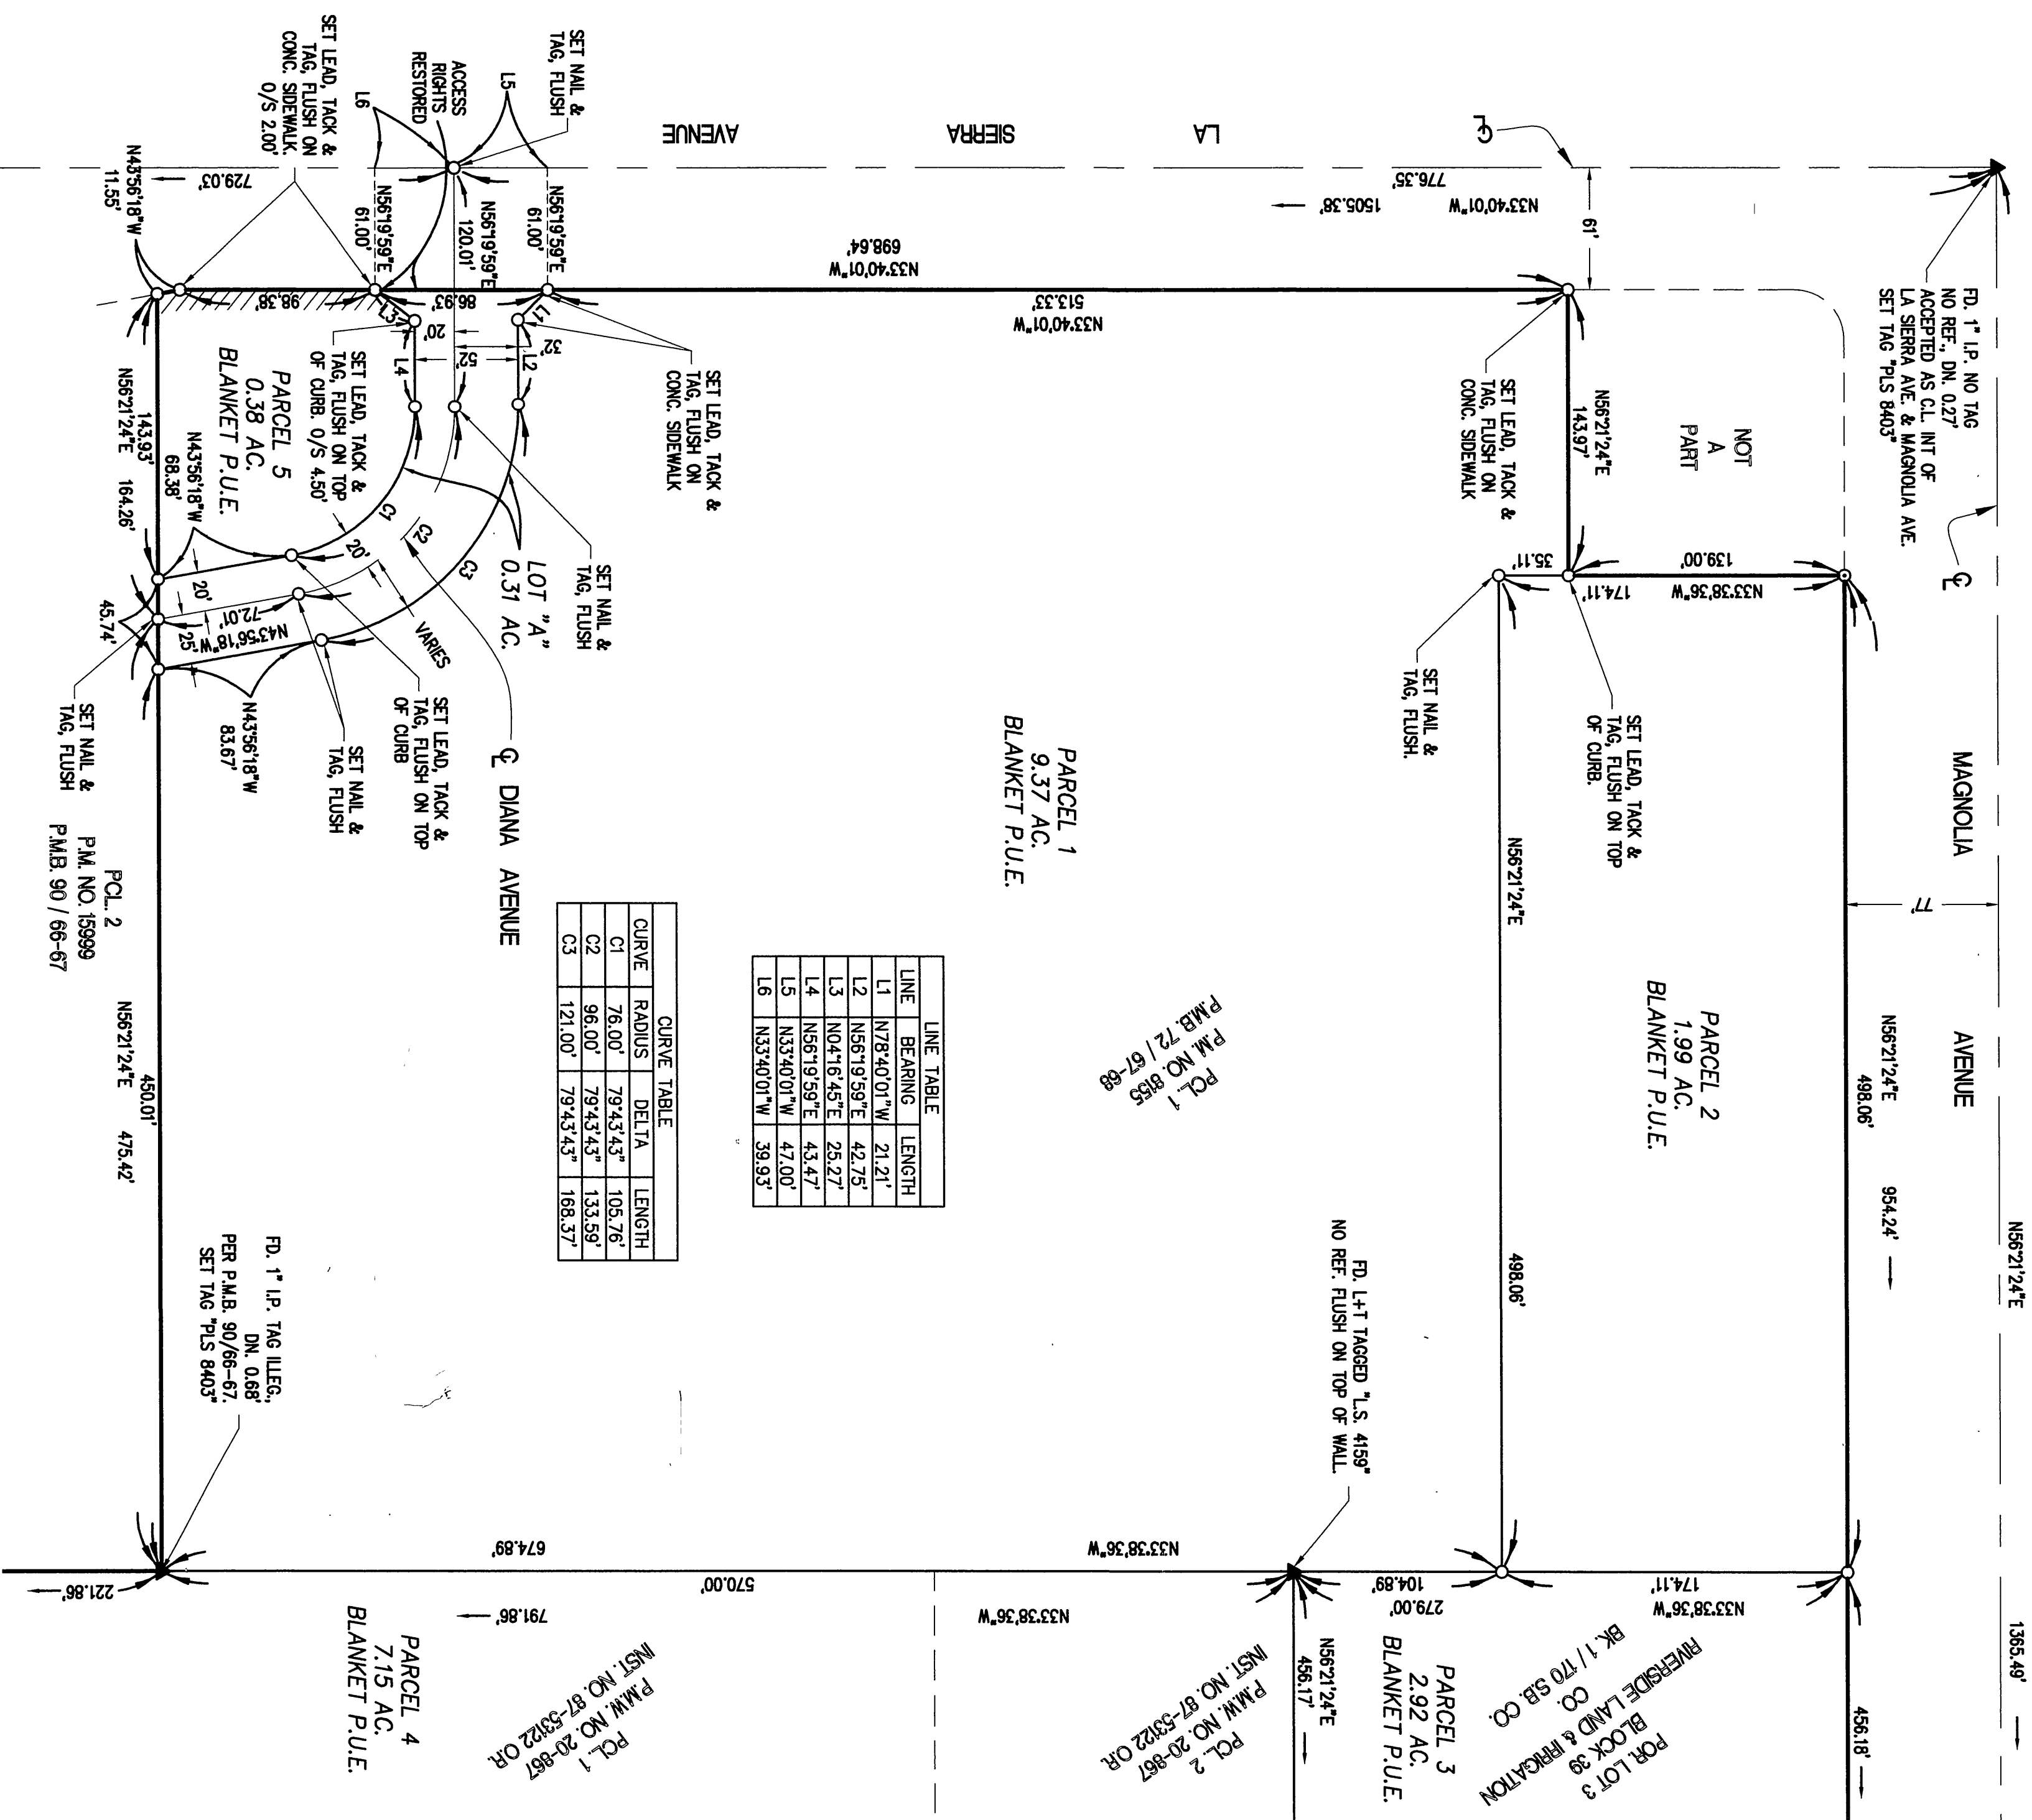 FD. 1" I.P. NO TAG
NO REF., DN. 0.27'
ACCEPTED AS C.L. INT OF
LA SIERRA AVE. & MAGNOLIA AVE.
SET TAG "PLS 8403"
℄
MAGNOLIA
AVENUE
77'
N56°21'24"E
1365.49'
N56°21'24"E
954.24'
498.06'
456.18'
℄
LA
SIERRA
AVENUE
776.35'
N33°40'01"W
1505.38'
61'
729.03'
NOT
A
PART
N56°21'24"E
143.97'
SET LEAD, TACK &
TAG, FLUSH ON
CONC. SIDEWALK
139.00'
N33°38'36"W
174.11'
35.11'
SET LEAD, TACK &
TAG, FLUSH ON TOP
OF CURB.
SET NAIL &
TAG, FLUSH.
N56°21'24"E
498.06'
PARCEL 2
1.99 AC.
BLANKET P.U.E.
N33°38'36"W
174.11'
POR. LOT 3
BLOCK 39
RIVERSIDE LAND & IRRIGATION
CO.
BK. 1 / 170 S.B. CO.
PARCEL 3
2.92 AC.
BLANKET P.U.E.
279.00'
104.89'
N56°21'24"E
456.17'
FD. L+T TAGGED "L.S. 4159"
NO REF. FLUSH ON TOP OF WALL.
PCL. 2
P.M.W. NO. 20-867
INST. NO. 87-53122 O.R.
N33°38'36"W
N33°38'36"W
570.00'
674.89'
791.86'
PCL. 1
P.M.W. NO. 20-867
INST. NO. 87-53122 O.R.
PARCEL 4
7.15 AC.
BLANKET P.U.E.
221.86'
PCL. 1
P.M. NO. 8155
P.M.B. 72 / 67-68
PARCEL 1
9.37 AC.
BLANKET P.U.E.
N33°40'01"W
698.64'
513.33'
N33°40'01"W
LINE TABLE
LINE BEARING LENGTH
L1 N78°40'01"W 21.21'
L2 N56°19'59"E 42.75'
L3 N04°16'45"E 25.27'
L4 N56°19'59"E 43.47'
L5 N33°40'01"W 47.00'
L6 N33°40'01"W 39.93'
CURVE TABLE
CURVE RADIUS DELTA LENGTH
C1 76.00' 79°43'43" 105.76'
C2 96.00' 79°43'43" 133.59'
C3 121.00' 79°43'43" 168.37'
SET LEAD, TACK &
TAG, FLUSH ON
CONC. SIDEWALK
SET NAIL &
TAG, FLUSH
L5
ACCESS
RIGHTS
RESTORED
L6
SET LEAD, TACK &
TAG, FLUSH ON
CONC. SIDEWALK.
O/S 2.00'
N56°19'59"E
61.00'
N56°19'59"E
120.01'
N56°19'59"E
61.00'
86.93'
98.38'
L1
L2
L3
L4
32'
52'
20'
SET NAIL &
TAG, FLUSH
LOT "A"
0.31 AC.
℄ DIANA AVENUE
C1
C2
C3
20'
VARIES
SET LEAD, TACK &
TAG, FLUSH ON TOP
OF CURB. O/S 4.50'
SET LEAD, TACK &
TAG, FLUSH ON TOP
OF CURB
SET NAIL &
TAG, FLUSH
PARCEL 5
0.38 AC.
BLANKET P.U.E.
N43°56'18"W
11.55'
N43°56'18"W
68.38'
20'
72.01'
N43°56'18"W
25'
N43°56'18"W
83.67'
143.93'
N56°21'24"E
164.26'
45.74'
SET NAIL &
TAG, FLUSH
PCL. 2
P.M. NO. 15999
P.M.B. 90 / 66-67
450.01'
N56°21'24"E
475.42'
FD. 1" I.P. TAG ILLEG.,
DN. 0.68'
PER P.M.B. 90/66-67.
SET TAG "PLS 8403"